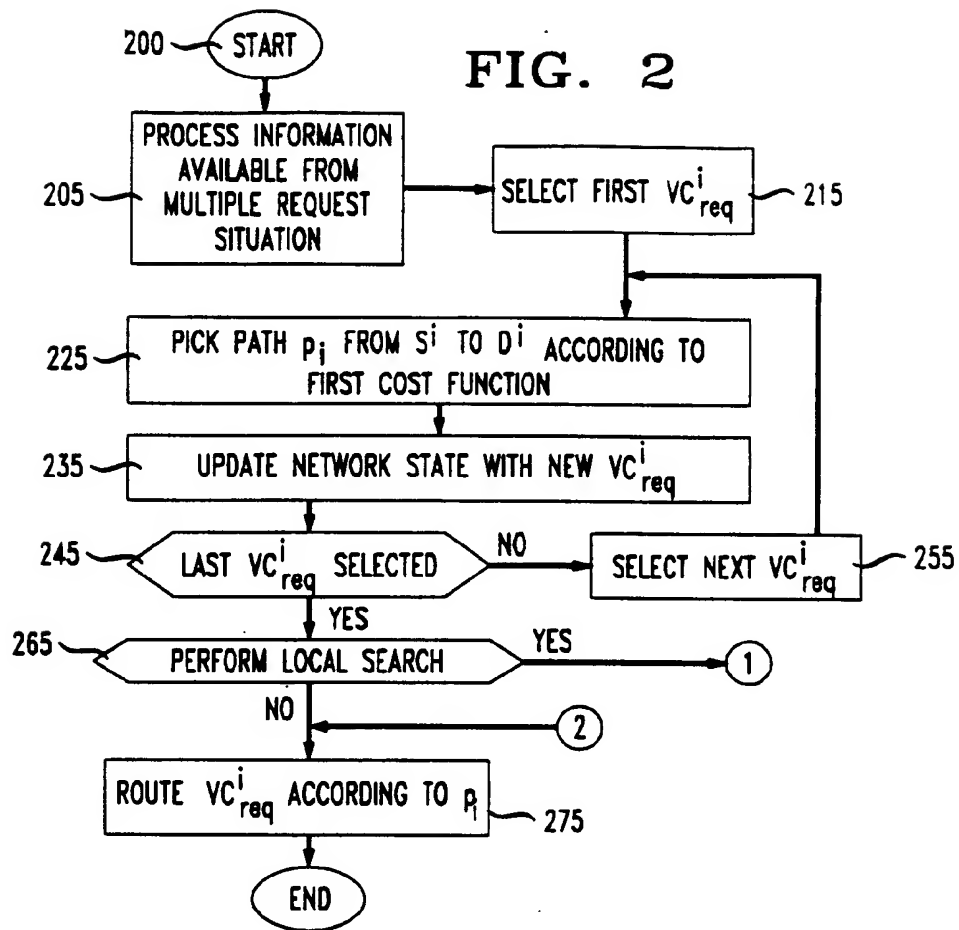 200
START
FIG. 2
PROCESS INFORMATION
AVAILABLE FROM
MULTIPLE REQUEST
SITUATION
205
SELECT FIRST VC^i_req
215
225
PICK PATH p_i FROM S^i TO D^i ACCORDING TO
FIRST COST FUNCTION
235
UPDATE NETWORK STATE WITH NEW VC^i_req
245
LAST VC^i_req SELECTED
NO
SELECT NEXT VC^i_req
255
YES
265
PERFORM LOCAL SEARCH
YES
1
NO
2
ROUTE VC^i_req ACCORDING TO p_i
275
END